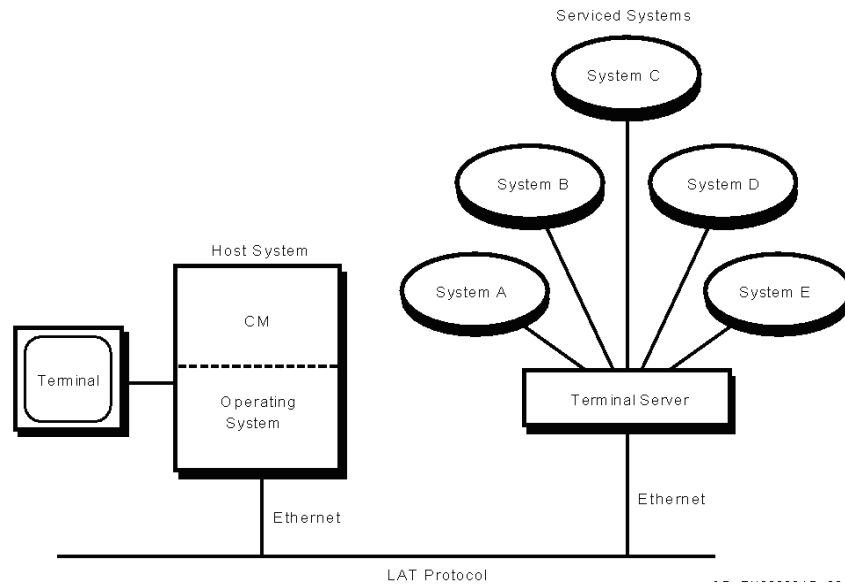 Serviced Systems
System C
System B
System D
Host System
System A
System E
CM
Terminal
Operating
System
Terminal Server
Ethernet
Ethernet
LAT Protocol